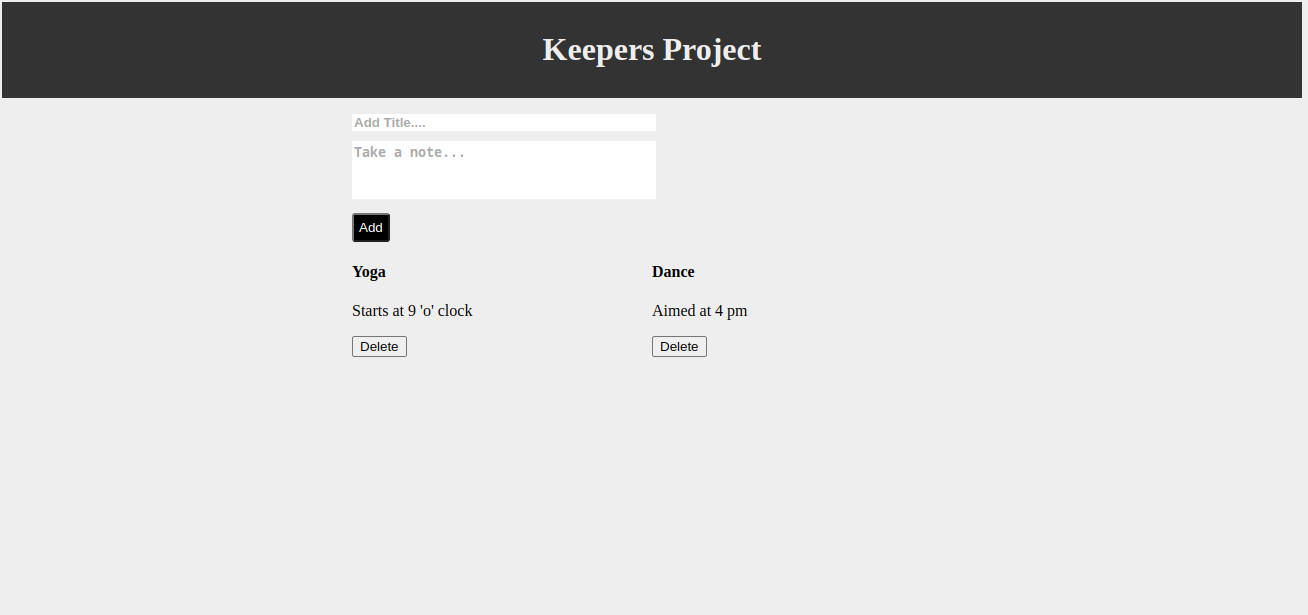 Keepers Project
Add Title....
Take a note...
Add
Yoga
Starts at 9 'o' clock
Delete
Dance
Aimed at 4 pm
Delete